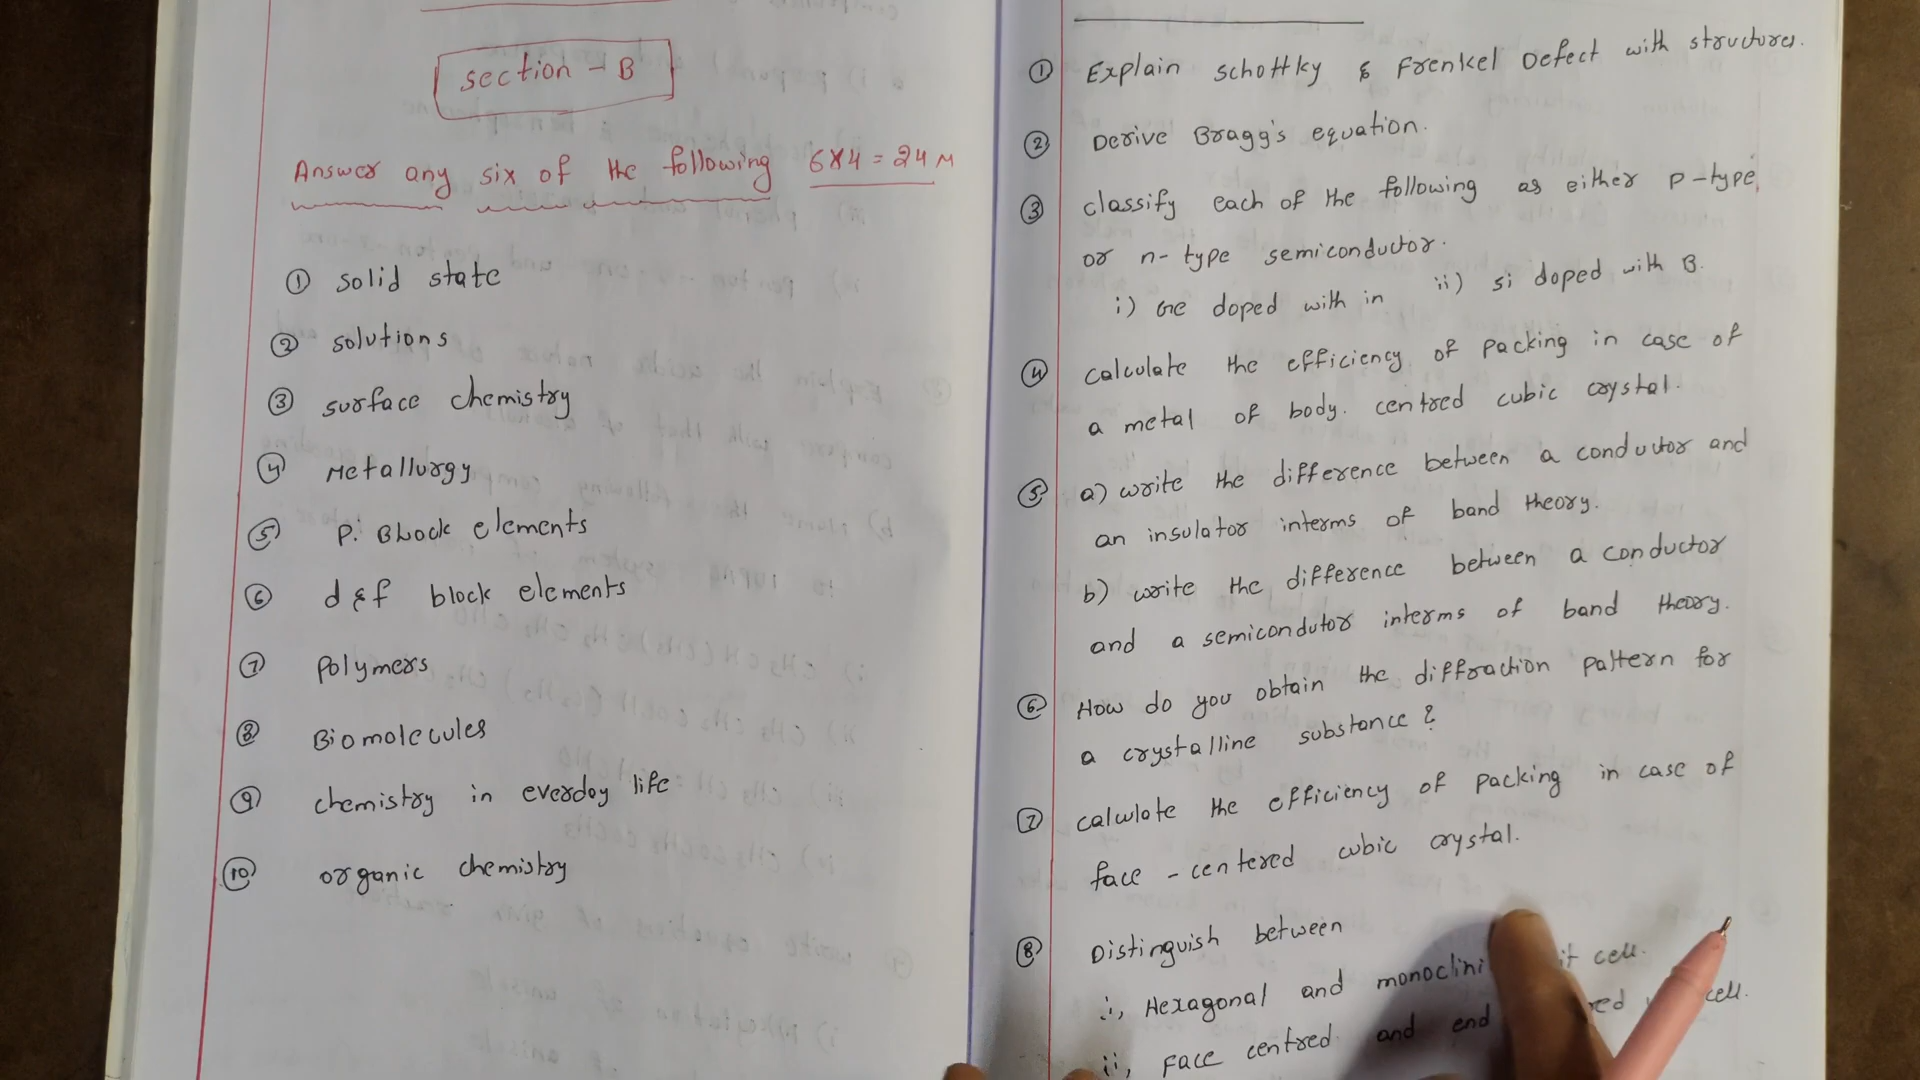 section - B
Answer any six of the following 6x4 = 24 M
① solid state
② solutions
③ surface chemistry
④ Metallurgy
⑤ P. Block elements
⑥ d & f block elements
⑦ Polymers
⑧ Biomolecules
⑨ chemistry in everday life
⑩ organic chemistry
① Explain schottky & Frenkel Defect with structures.
② Derive Bragg's equation.
③ classify each of the following as either P-type,
or n-type semiconductor.
i) Ge doped with in ii) si doped with B.
④ calculate the efficiency of packing in case of
a metal of body. centred cubic crystal.
⑤ a) write the difference between a conductor and
an insulator interms of band theory.
b) write the difference between a conductor
and a semicondutor interms of band theory.
⑥ How do you obtain the diffraction pattern for
a crystalline substance?
⑦ calculate the efficiency of packing in case of
face - centered cubic crystal.
⑧ Distinguish between
i, Hexagonal and cell.
ii, Face centred and end cell.